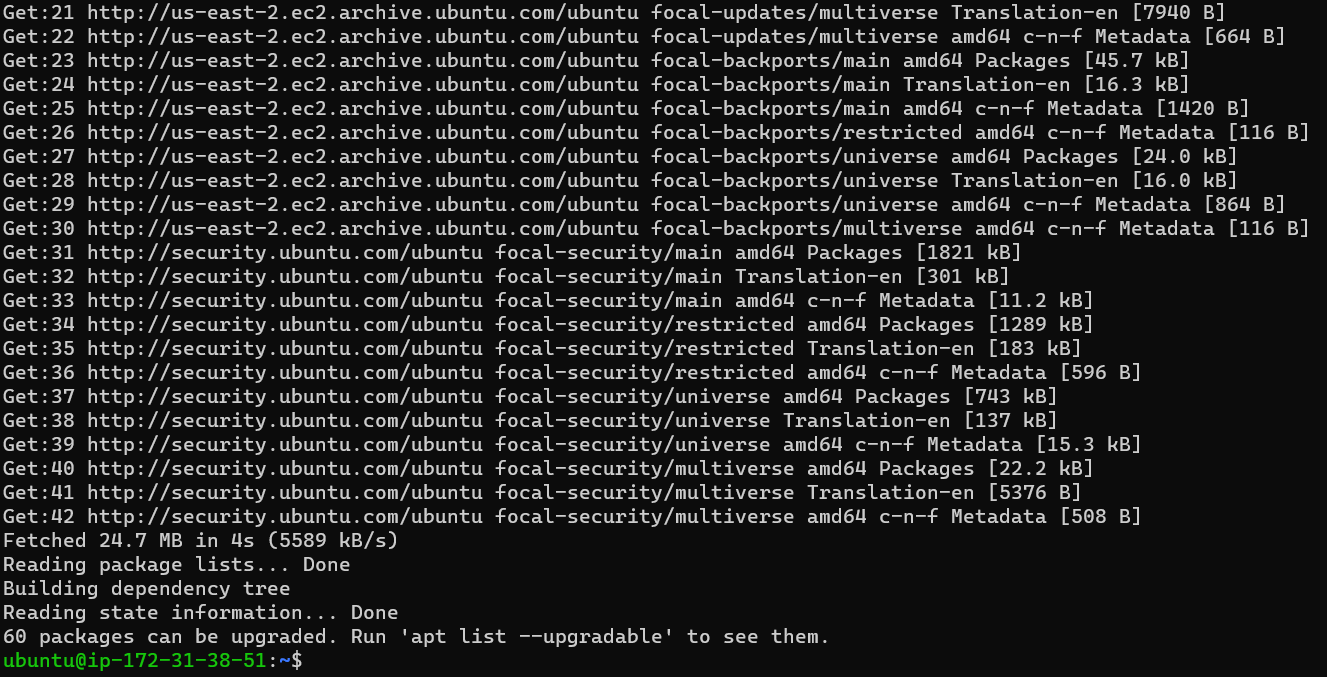 Get:21 http://us-east-2.ec2.archive.ubuntu.com/ubuntu focal-updates/multiverse Translation-en [7940 B]
Get:22 http://us-east-2.ec2.archive.ubuntu.com/ubuntu focal-updates/multiverse amd64 c-n-f Metadata [664 B]
Get:23 http://us-east-2.ec2.archive.ubuntu.com/ubuntu focal-backports/main amd64 Packages [45.7 kB]
Get:24 http://us-east-2.ec2.archive.ubuntu.com/ubuntu focal-backports/main Translation-en [16.3 kB]
Get:25 http://us-east-2.ec2.archive.ubuntu.com/ubuntu focal-backports/main amd64 c-n-f Metadata [1420 B]
Get:26 http://us-east-2.ec2.archive.ubuntu.com/ubuntu focal-backports/restricted amd64 c-n-f Metadata [116 B]
Get:27 http://us-east-2.ec2.archive.ubuntu.com/ubuntu focal-backports/universe amd64 Packages [24.0 kB]
Get:28 http://us-east-2.ec2.archive.ubuntu.com/ubuntu focal-backports/universe Translation-en [16.0 kB]
Get:29 http://us-east-2.ec2.archive.ubuntu.com/ubuntu focal-backports/universe amd64 c-n-f Metadata [864 B]
Get:30 http://us-east-2.ec2.archive.ubuntu.com/ubuntu focal-backports/multiverse amd64 c-n-f Metadata [116 B]
Get:31 http://security.ubuntu.com/ubuntu focal-security/main amd64 Packages [1821 kB]
Get:32 http://security.ubuntu.com/ubuntu focal-security/main Translation-en [301 kB]
Get:33 http://security.ubuntu.com/ubuntu focal-security/main amd64 c-n-f Metadata [11.2 kB]
Get:34 http://security.ubuntu.com/ubuntu focal-security/restricted amd64 Packages [1289 kB]
Get:35 http://security.ubuntu.com/ubuntu focal-security/restricted Translation-en [183 kB]
Get:36 http://security.ubuntu.com/ubuntu focal-security/restricted amd64 c-n-f Metadata [596 B]
Get:37 http://security.ubuntu.com/ubuntu focal-security/universe amd64 Packages [743 kB]
Get:38 http://security.ubuntu.com/ubuntu focal-security/universe Translation-en [137 kB]
Get:39 http://security.ubuntu.com/ubuntu focal-security/universe amd64 c-n-f Metadata [15.3 kB]
Get:40 http://security.ubuntu.com/ubuntu focal-security/multiverse amd64 Packages [22.2 kB]
Get:41 http://security.ubuntu.com/ubuntu focal-security/multiverse Translation-en [5376 B]
Get:42 http://security.ubuntu.com/ubuntu focal-security/multiverse amd64 c-n-f Metadata [508 B]
Fetched 24.7 MB in 4s (5589 kB/s)
Reading package lists... Done
Building dependency tree
Reading state information... Done
60 packages can be upgraded. Run 'apt list --upgradable' to see them.
ubuntu@ip-172-31-38-51:~$